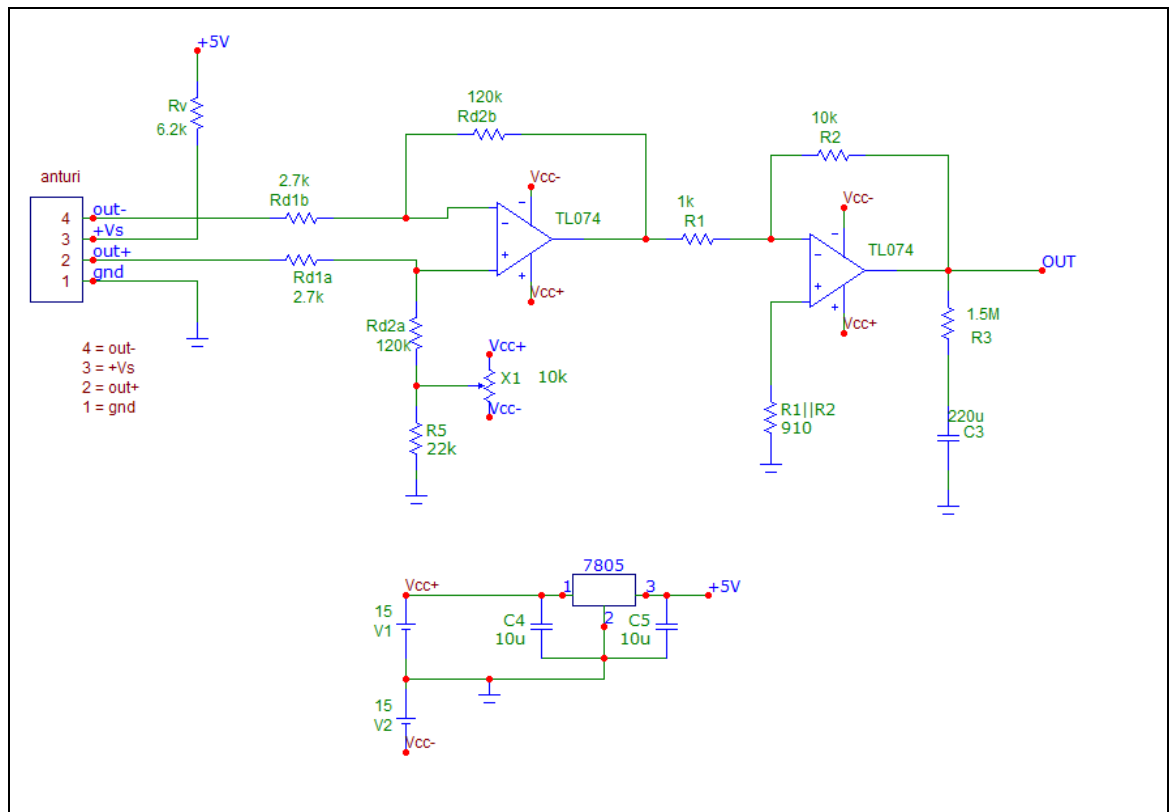 +5V
Rv
6.2k
anturi
4 out-
3 +Vs
2 out+
1 gnd
4 = out-
3 = +Vs
2 = out+
1 = gnd
2.7k
Rd1b
Rd1a
2.7k
120k
Rd2b
Vcc-
TL074
Vcc+
Rd2a
120k
Vcc+
X1 10k
Vcc-
R5
22k
1k
R1
10k
R2
Vcc-
TL074
Vcc+
OUT
R1||R2
910
1.5M
R3
220u
C3
Vcc+
15
V1
15
V2
Vcc-
C4
10u
7805
1
2
3
C5
10u
+5V